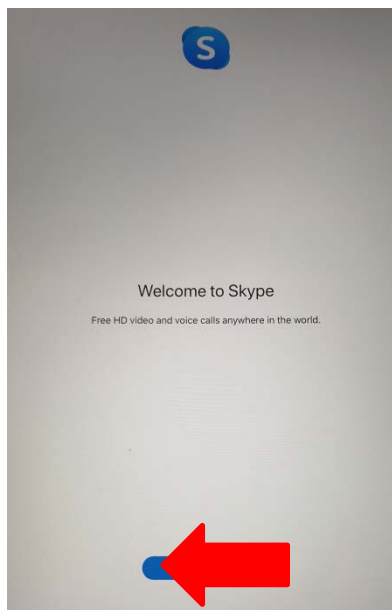 S
Welcome to Skype
Free HD video and voice calls anywhere in the world.